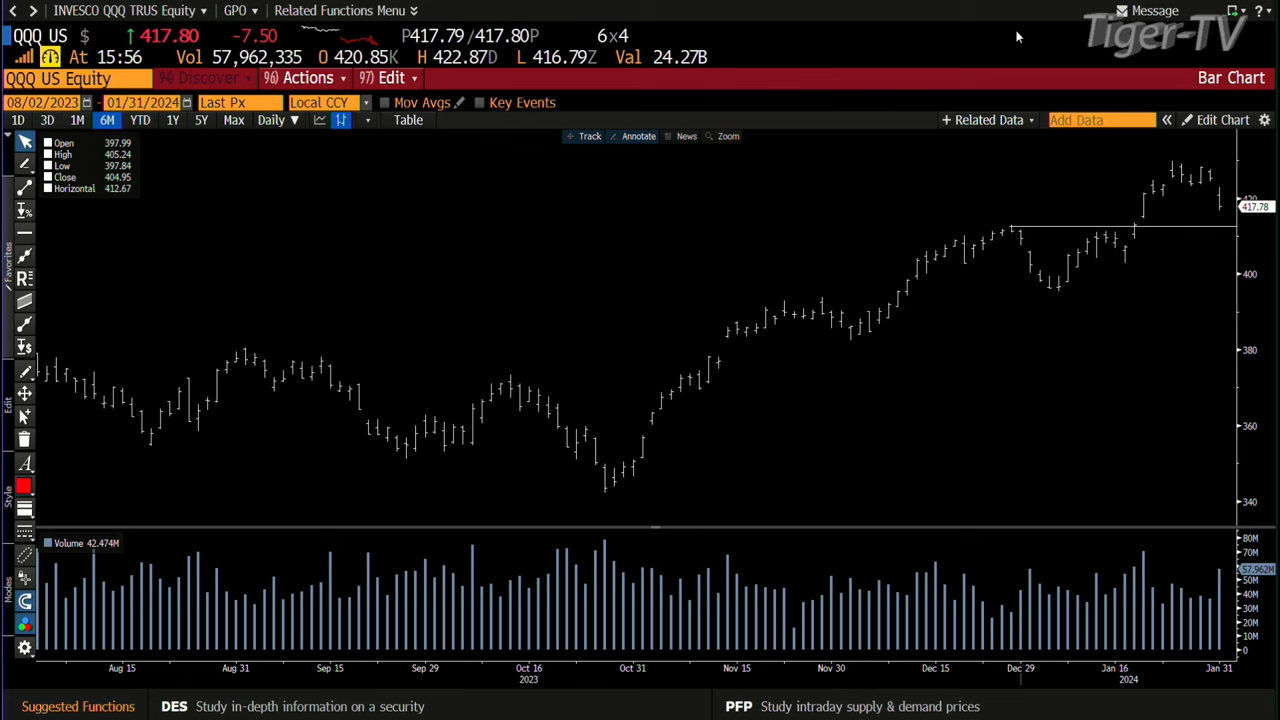 INVESCO QQQ TRUS Equity GPO Related Functions Menu Message ?
Tiger-TV
QQQ US $ 417.80 -7.50 P417.79/417.80P 6x4
At 15:56 Vol 57,962,335 O 420.85K H 422.87D L 416.79Z Val 24.27B
QQQ US Equity 94) Discover 96) Actions 97) Edit Bar Chart
08/02/2023 - 01/31/2024 Last Px Local CCY Mov Avgs Key Events
1D 3D 1M 6M YTD 1Y 5Y Max Daily Table + Related Data Add Data « Edit Chart
Track Annotate News Zoom
Open 397.99
High 405.24
Low 397.84
Close 404.95
Horizontal 412.67
420
417.78
400
380
360
340
Favorites
Edit
Style
Modes
Volume 42.474M
80M
70M
57.962M
50M
40M
30M
20M
10M
0
Aug 15 Aug 31 Sep 15 Sep 29 Oct 16 Oct 31 Nov 15 Nov 30 Dec 15 Dec 29 Jan 16 Jan 31
2023 2024
Suggested Functions DES Study in-depth information on a security PFP Study intraday supply & demand prices